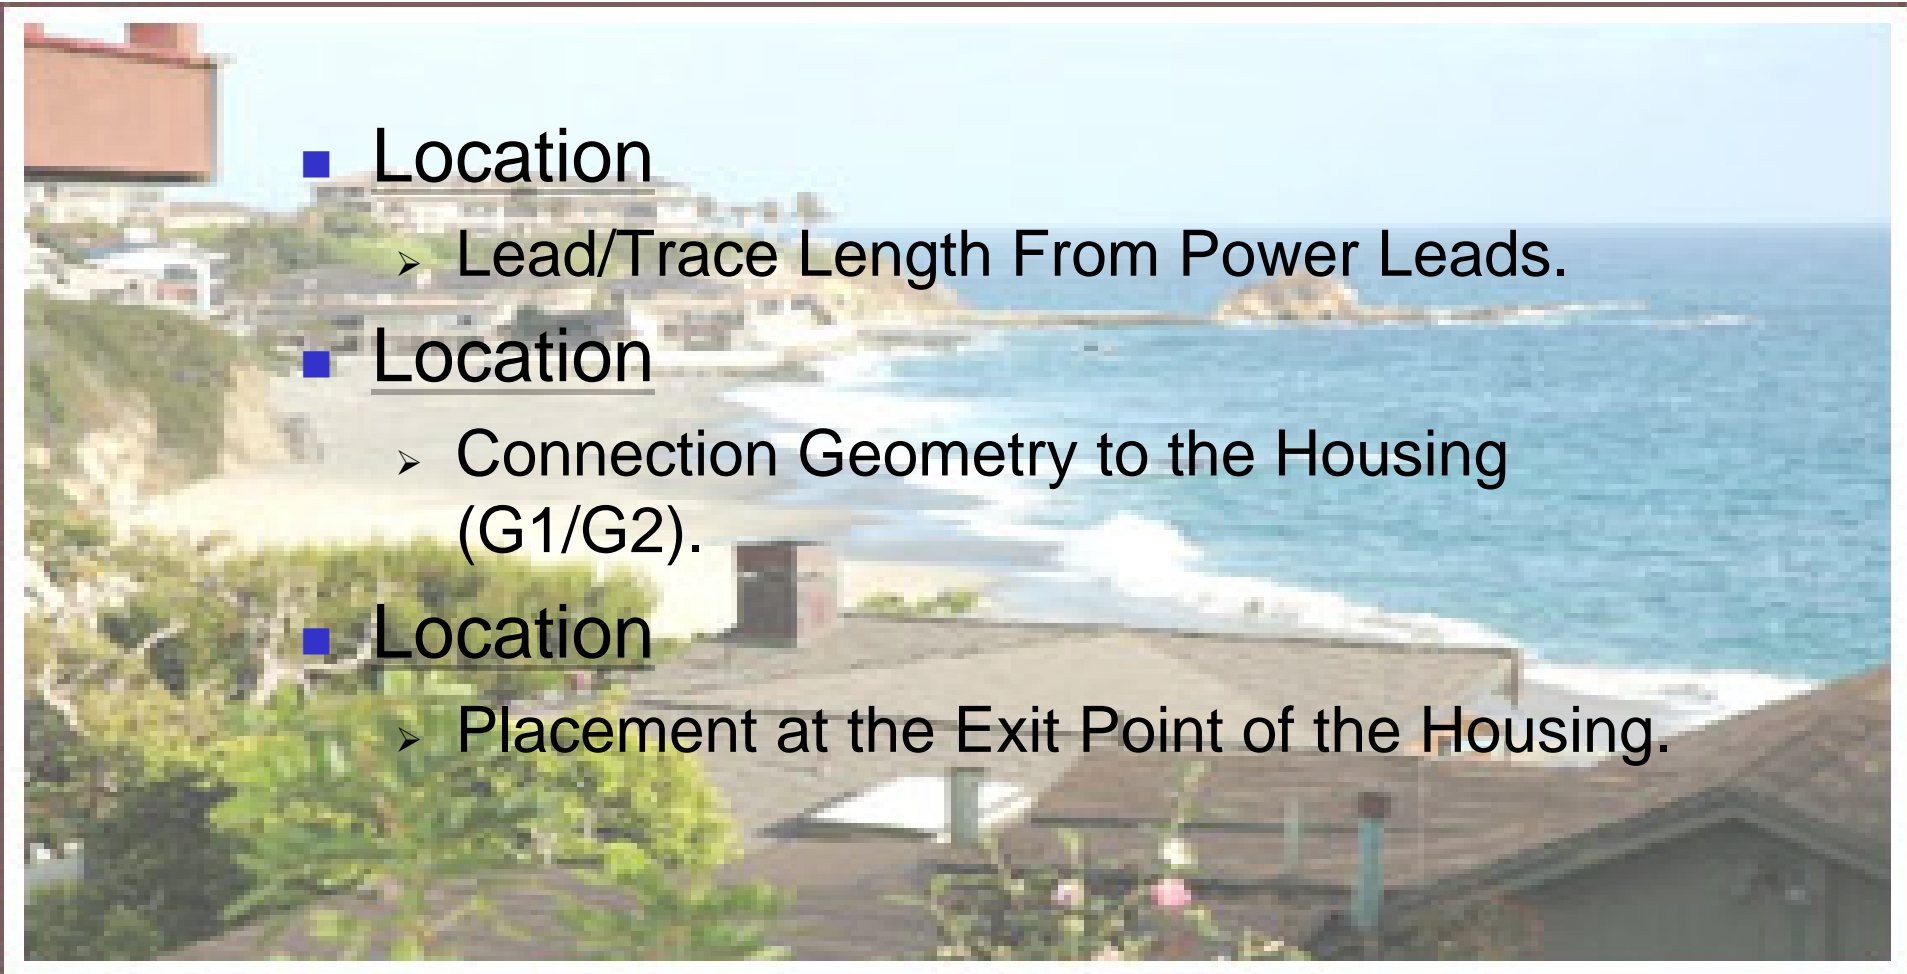 Location
Lead/Trace Length From Power Leads.
Location
Connection Geometry to the Housing
(G1/G2).
Location
Placement at the Exit Point of the Housing.